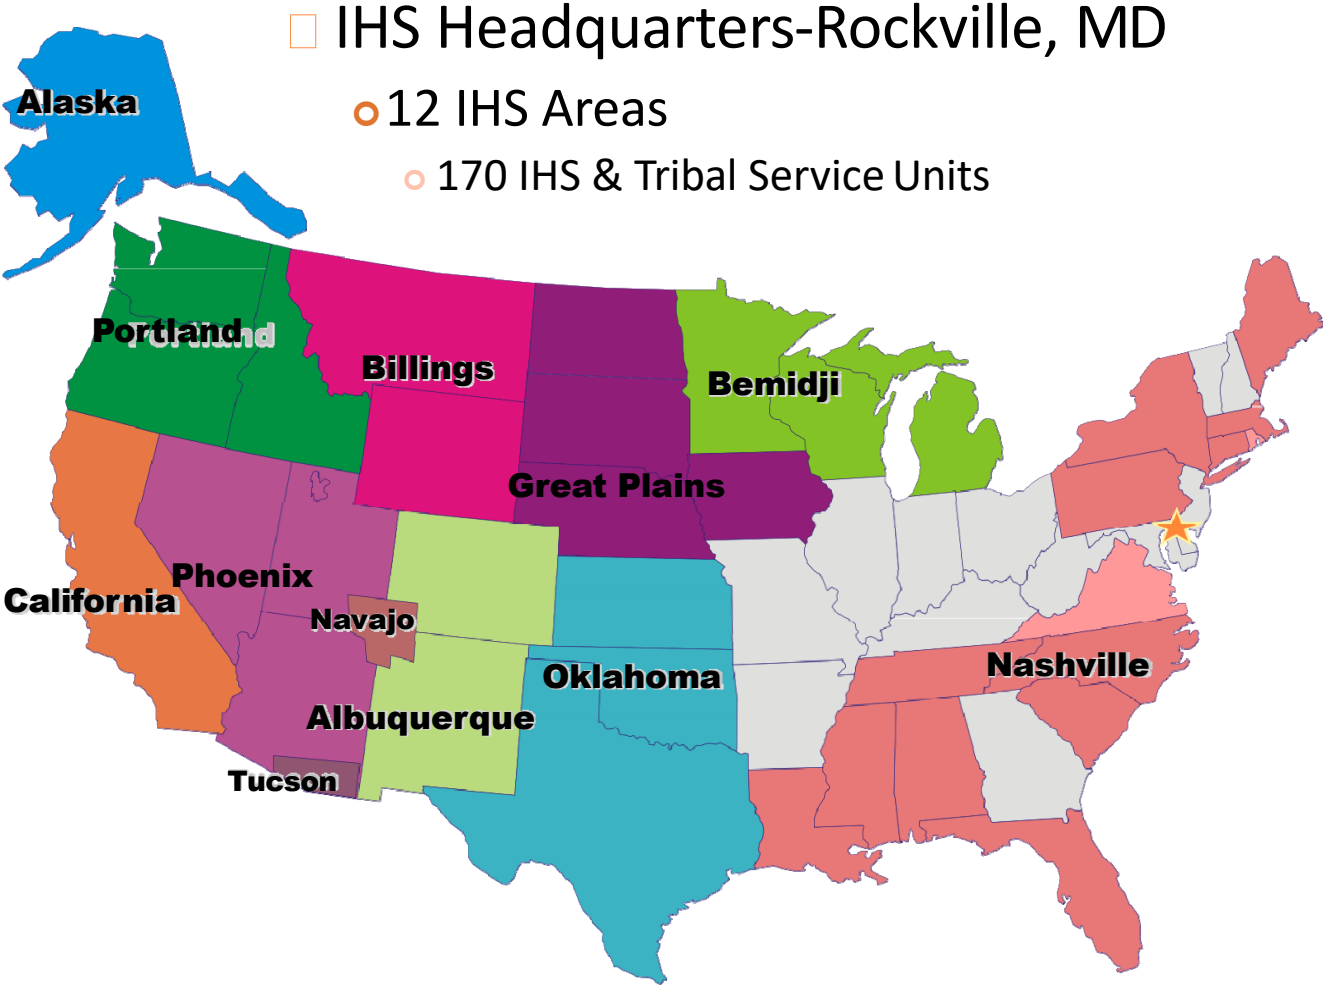 IHS Headquarters-Rockville, MD
12 IHS Areas
170 IHS & Tribal Service Units
Alaska
Portland
Billings
Bemidji
Great Plains
Phoenix
California
Navajo
Oklahoma
Nashville
Albuquerque
Tucson